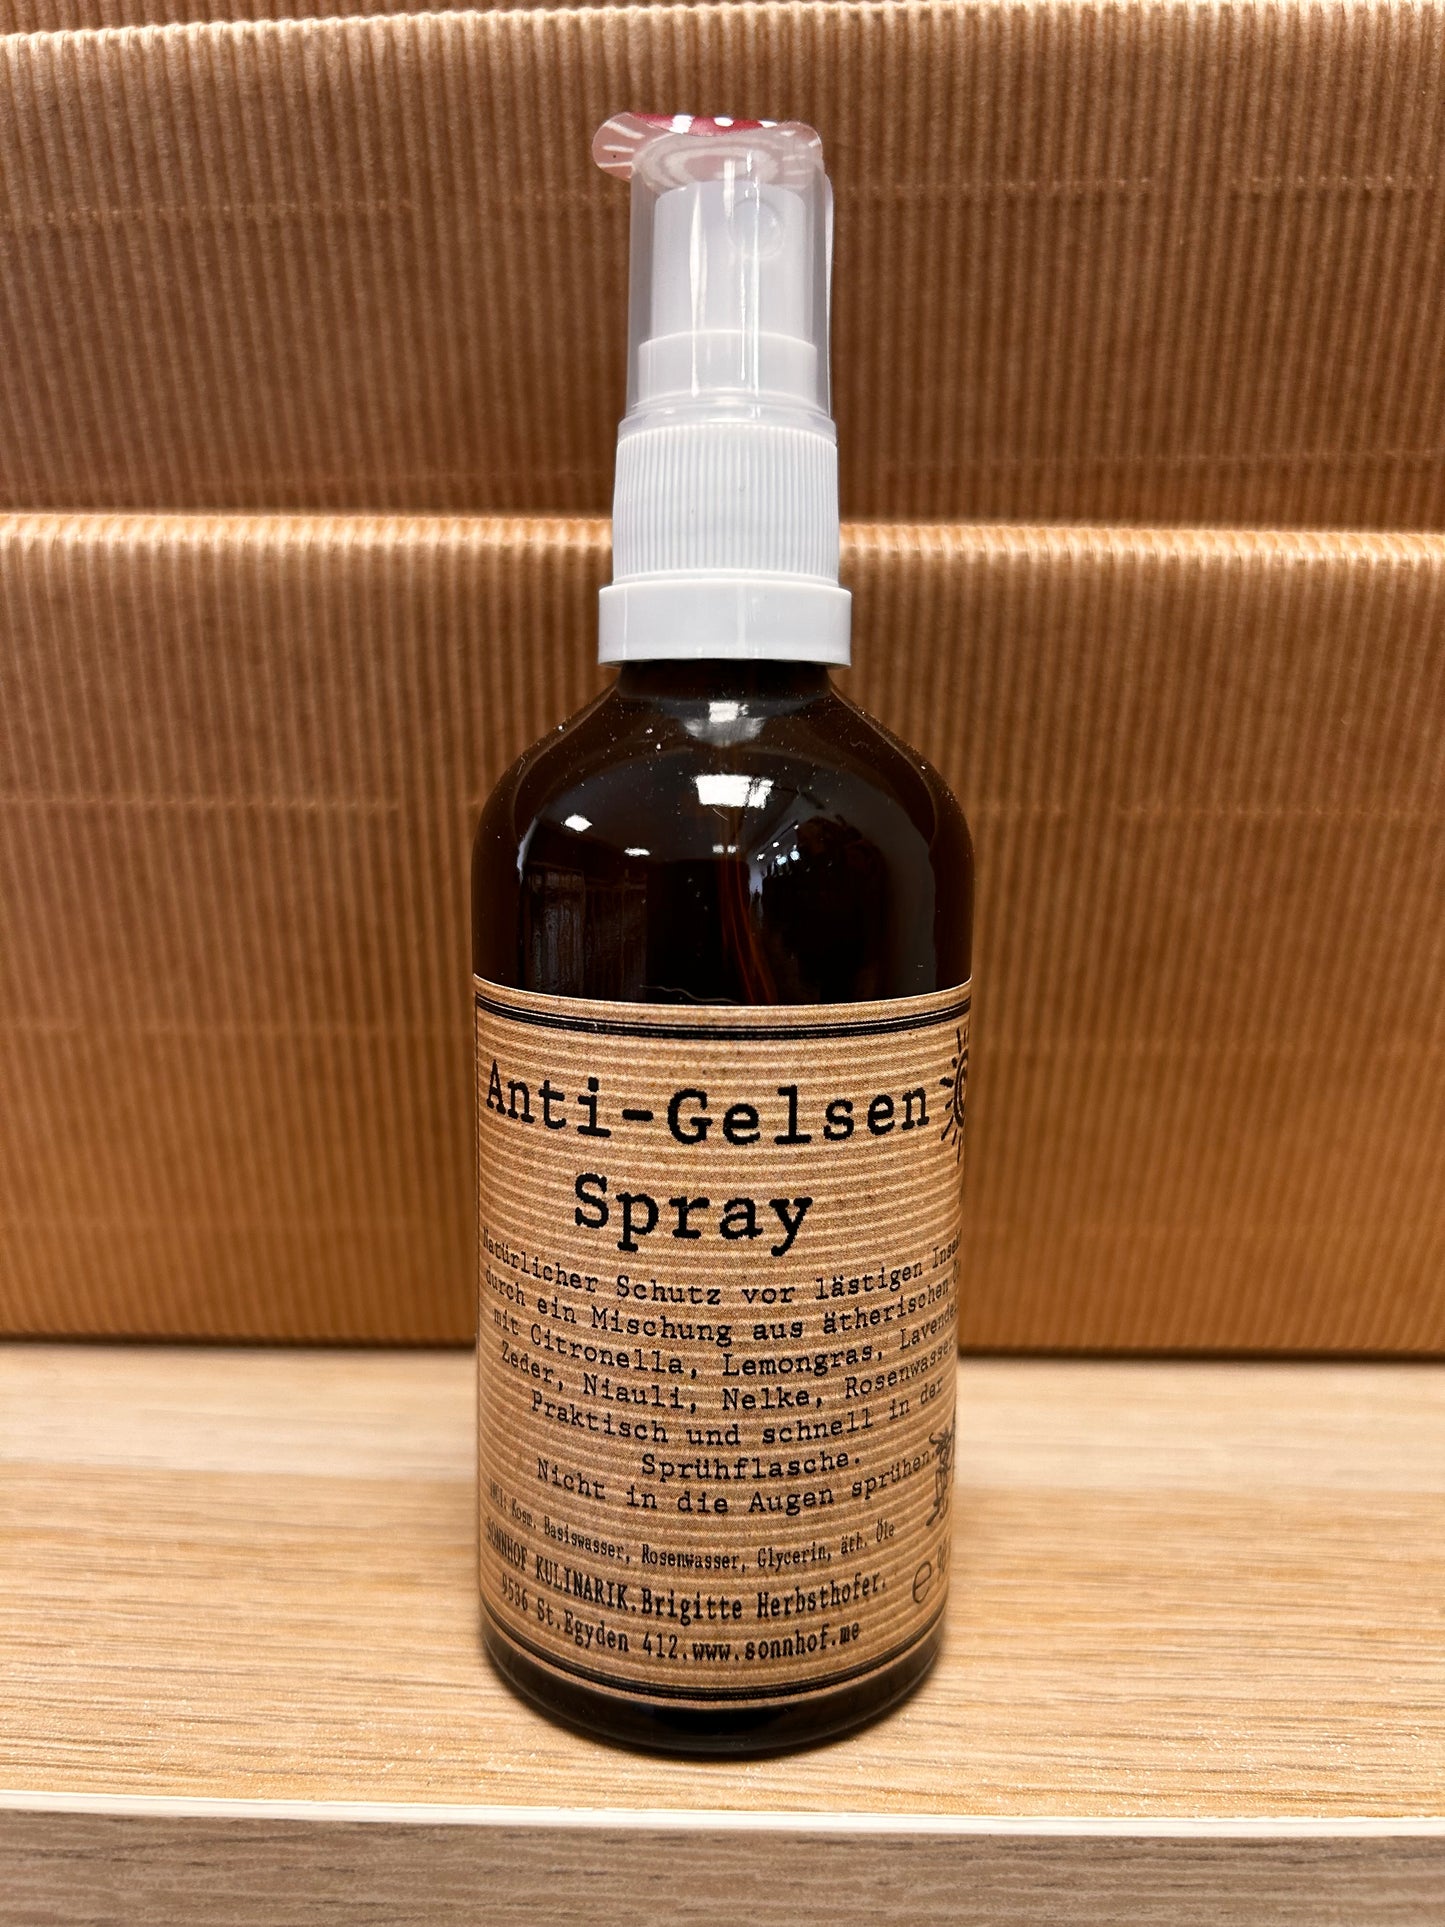 Anti-Gelsen
Spray
Natürlicher Schutz vor lästigen
durch ein Mischung aus ätherischen
mit Citronella, Lemongras,
Zeder, Niauli, Nelke, Rosenwasser
Praktisch und schnell in der
Sprühflasche.
Nicht in die Augen sprühen.
Kosm. Basiswasser, Rosenwasser, Glycerin, äth. Öle
SONNHOF KULINARIK.Brigitte Herbsthofer.
9536 St.Egyden 412.www.sonnhof.me
℮